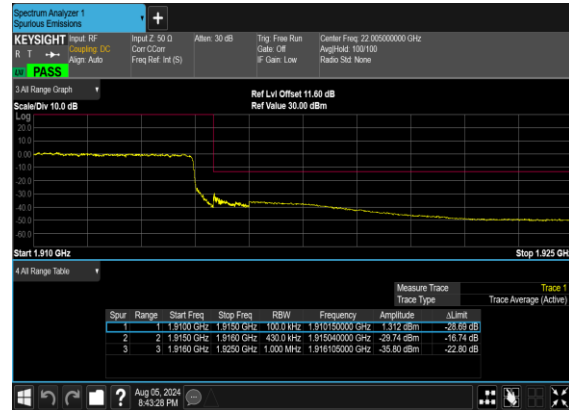 Spectrum Analyzer 1
Spurious Emissions
KEYSIGHT Input: RF Input Z: 50 Ω Atten: 30 dB Trig: Free Run Center Freq: 22.005000000 GHz
R T Coupling: DC Corr CCorr Gate: Off Avg|Hold: 100/100
Align: Auto Freq Ref: Int (S) IF Gain: Low Radio Std: None
PASS
3 All Range Graph
Ref Lvl Offset 11.60 dB
Scale/Div 10.0 dB Ref Value 30.00 dBm
Log
20.0
10.0
0.00
-10.0
-20.0
-30.0
-40.0
-50.0
-60.0
Start 1.910 GHz Stop 1.925 GH
4 All Range Table
Measure Trace Trace 1
Trace Type Trace Average (Active)
Spur Range Start Freq Stop Freq RBW Frequency Amplitude ΔLimit
1 1 1.9100 GHz 1.9150 GHz 100.0 kHz 1.910150000 GHz 1.312 dBm -28.69 dB
2 2 1.9150 GHz 1.9160 GHz 430.0 kHz 1.915040000 GHz -29.74 dBm -16.74 dB
3 3 1.9160 GHz 1.9250 GHz 1.000 MHz 1.916105000 GHz -35.80 dBm -22.80 dB
Aug 05, 2024
8:43:28 PM